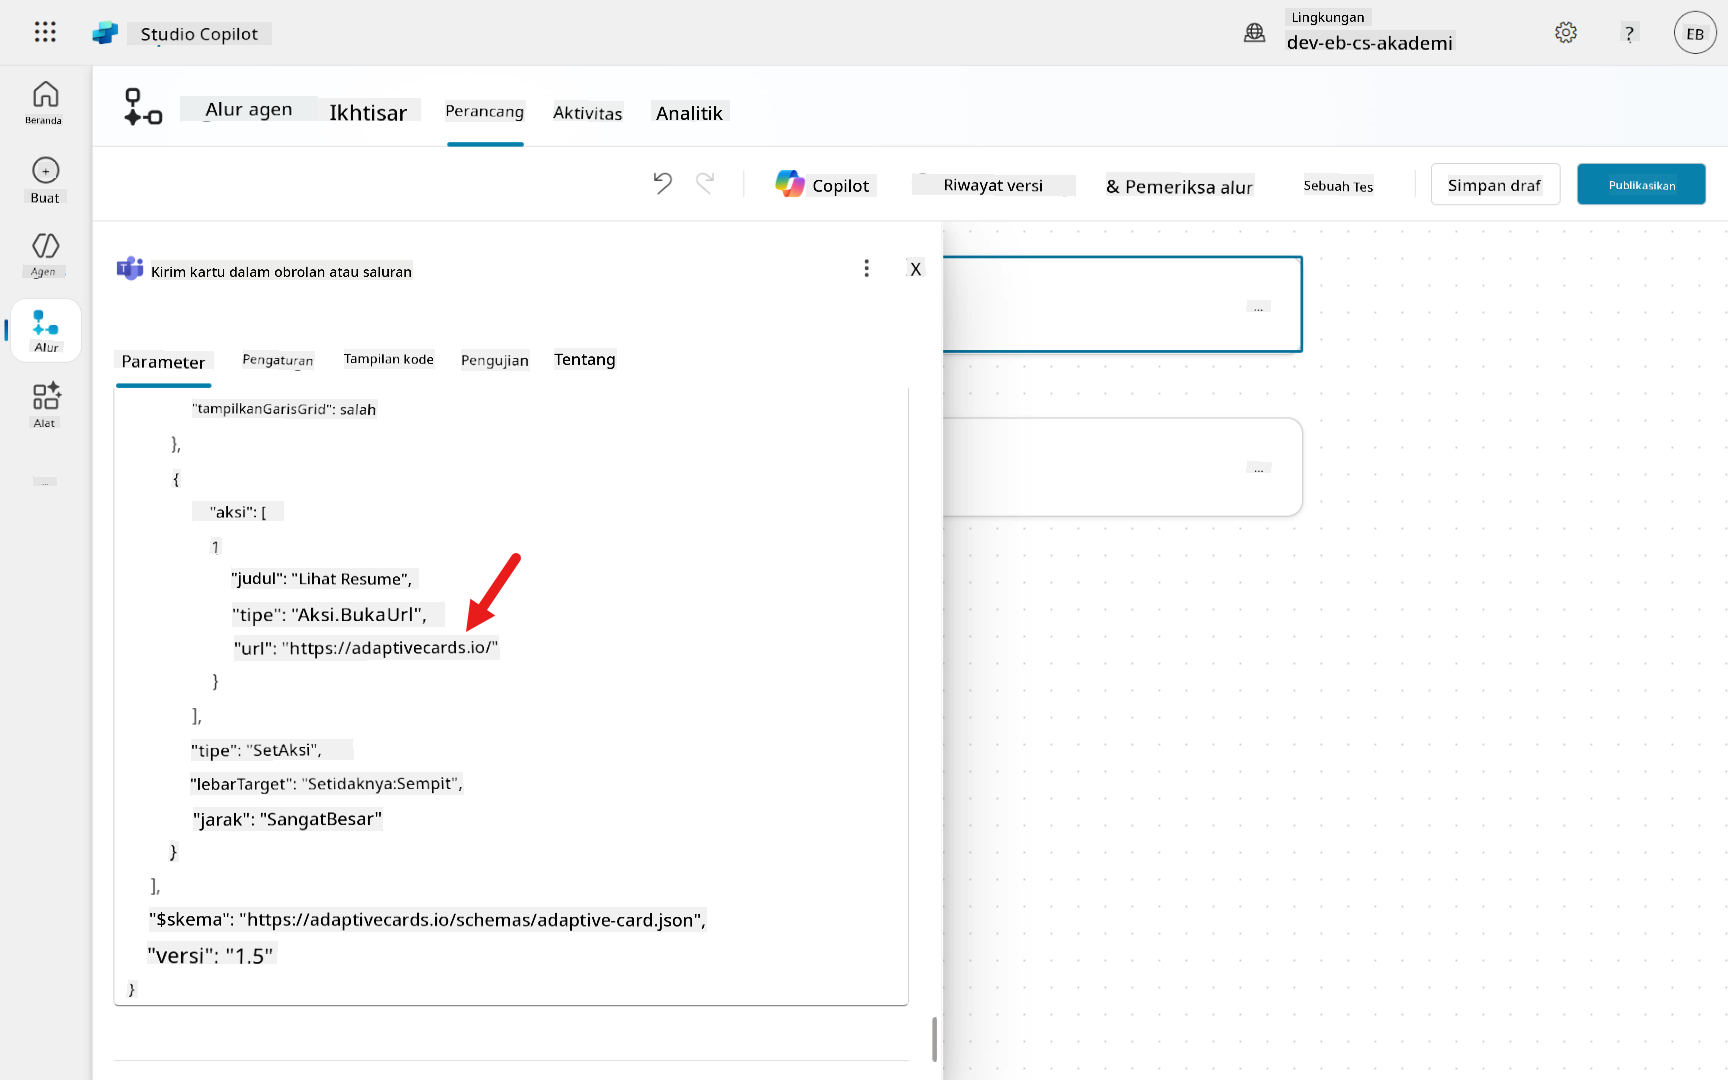 Studio Copilot
Lingkungan
dev-eb-cs-akademi
?
EB
Beranda
Buat
Agen
Alur
Alat
...
Alur agen
Ikhtisar
Perancang
Aktivitas
Analitik
Copilot
Riwayat versi
& Pemeriksa alur
Sebuah Tes
Simpan draf
Publikasikan
Kirim kartu dalam obrolan atau saluran
X
Parameter
Pengaturan
Tampilan kode
Pengujian
Tentang
"tampilkanGarisGrid": salah
},
{
"aksi": [
1
"judul": "Lihat Resume",
"tipe": "Aksi.BukaUrl",
"url": "https://adaptivecards.io/"
}
],
"tipe": "SetAksi",
"lebarTarget": "Setidaknya:Sempit",
"jarak": "SangatBesar"
}
],
"$skema": "https://adaptivecards.io/schemas/adaptive-card.json",
"versi": "1.5"
}
...
...